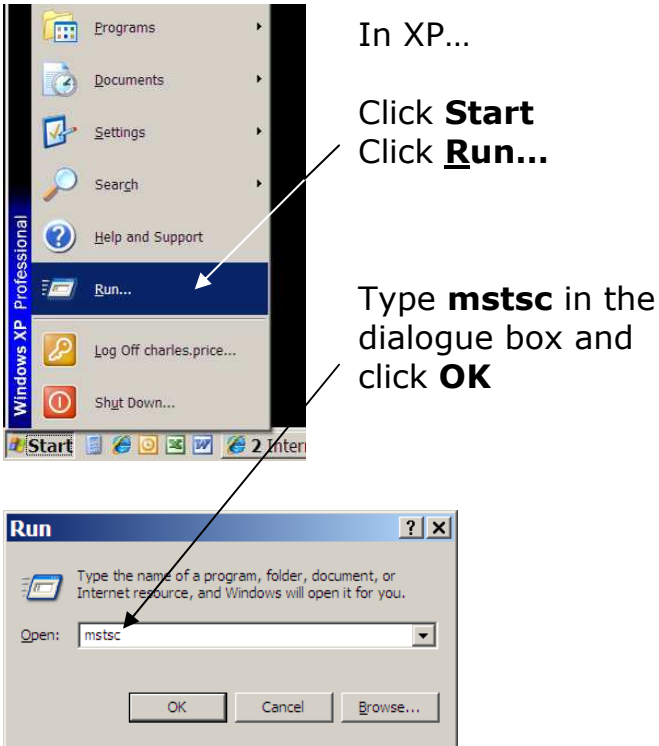 Programs
Documents
Settings
Search
Help and Support
Run...
Log Off charles.price...
Shut Down...
Windows XP Professional
Start
2 Inter
In XP…
Click Start
Click Run…
Type mstsc in the
dialogue box and
click OK
Run
Type the name of a program, folder, document, or
Internet resource, and Windows will open it for you.
Open: mstsc
OK Cancel Browse...